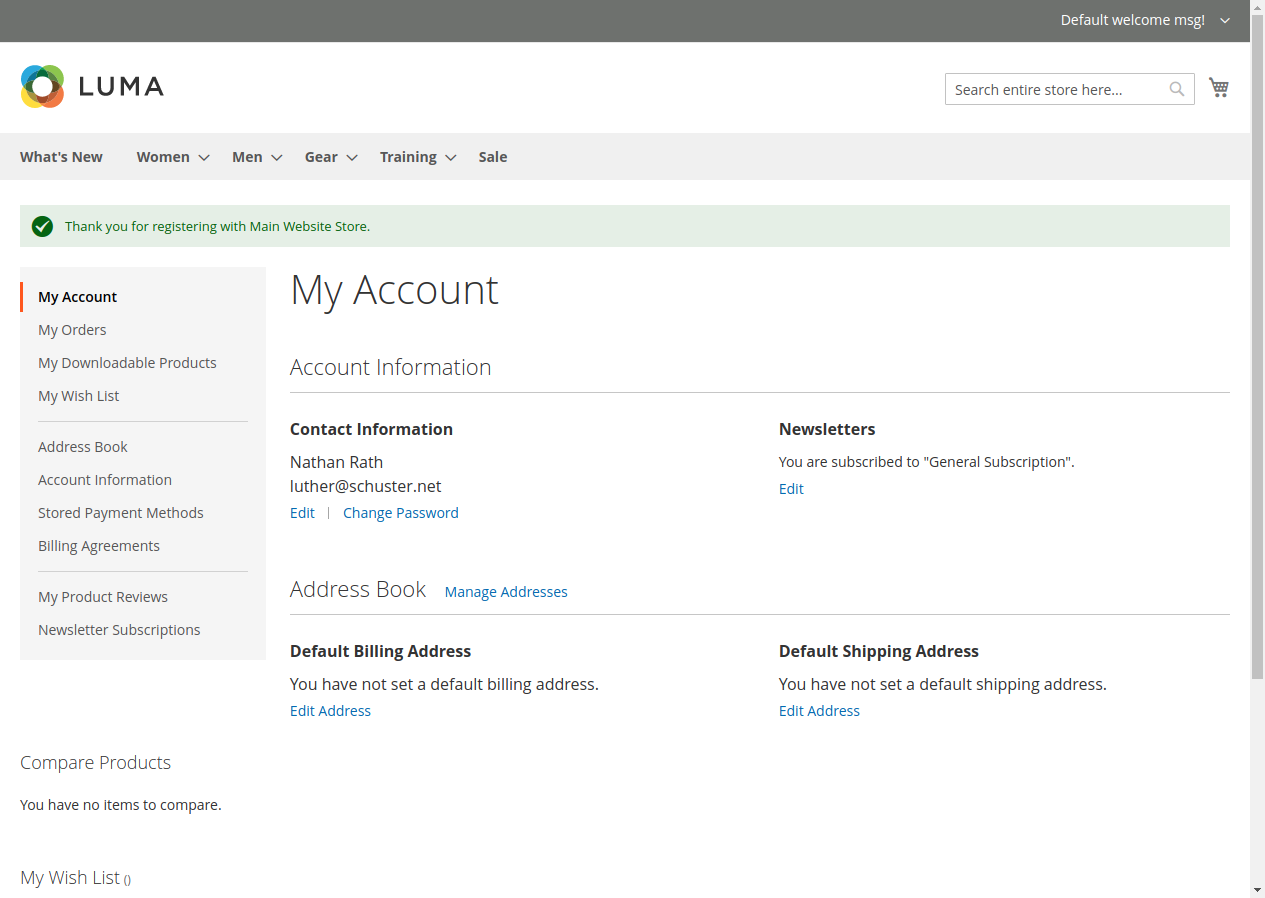 Default welcome msg!
LUMA
Search entire store here...
What's New Women Men Gear Training Sale
Thank you for registering with Main Website Store.
My Account
My Orders
My Downloadable Products
My Wish List
Address Book
Account Information
Stored Payment Methods
Billing Agreements
My Product Reviews
Newsletter Subscriptions
My Account
Account Information
Contact Information
Nathan Rath
luther@schuster.net
Edit | Change Password
Newsletters
You are subscribed to "General Subscription".
Edit
Address Book Manage Addresses
Default Billing Address
You have not set a default billing address.
Edit Address
Default Shipping Address
You have not set a default shipping address.
Edit Address
Compare Products
You have no items to compare.
My Wish List ()